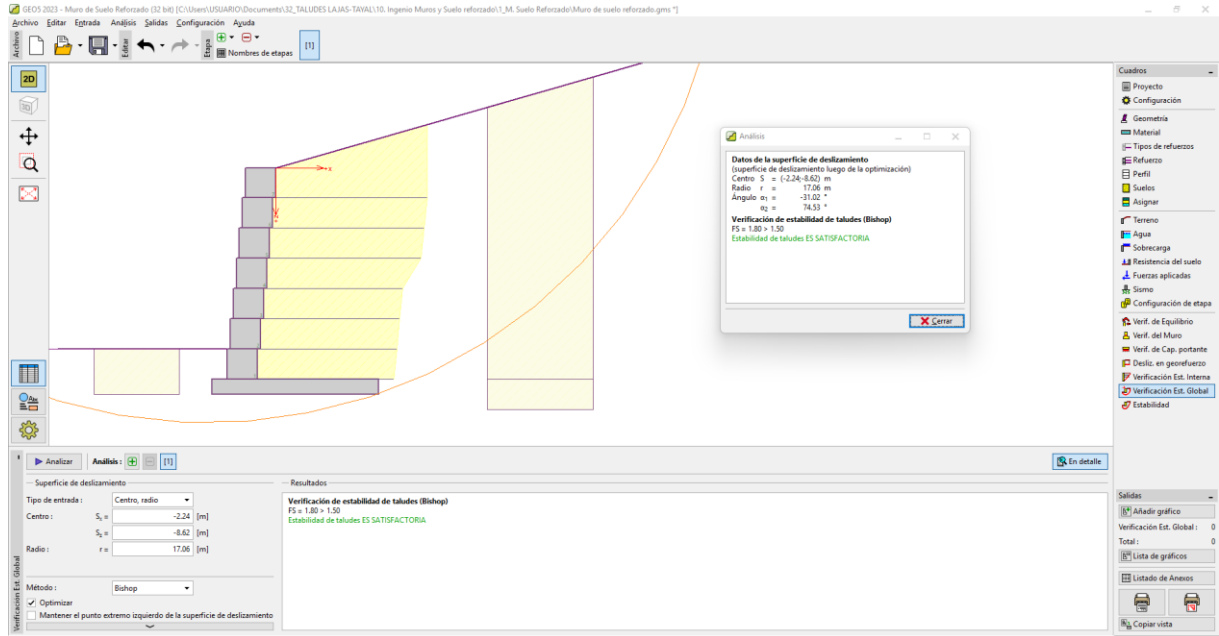 GEO5 2023 - Muro de Suelo Reforzado (32 bit) [C:\Users\USUARIO\Documents\32_TALUDES LAJAS-TAYAL\10. Ingenio Muros y Suelo reforzado\1_M. Suelo Reforzado\Muro de suelo reforzado.gms *]
Archivo Editar Entrada Análisis Salidas Configuración Ayuda
Archivo
Editar
Etapa
Nombres de etapas
[1]
2D
3D
x
z
Análisis
Datos de la superficie de deslizamiento
(superficie de deslizamiento luego de la optimización)
Centro S = (-2.24;-8.62) m
Radio r = 17.06 m
Ángulo α1 = -31.02 °
α2 = 74.53 °
Verificación de estabilidad de taludes (Bishop)
FS = 1.80 > 1.50
Estabilidad de taludes ES SATISFACTORIA
Cerrar
Cuadros
Proyecto
Configuración
Geometría
Material
Tipos de refuerzos
Refuerzo
Perfil
Suelos
Asignar
Terreno
Agua
Sobrecarga
Resistencia del suelo
Fuerzas aplicadas
Sismo
Configuración de etapa
Verif. de Equilibrio
Verif. del Muro
Verif. de Cap. portante
Desliz. en georefuerzo
Verificación Est. Interna
Verificación Est. Global
Estabilidad
Analizar
Análisis :
[1]
En detalle
Superficie de deslizamiento
Tipo de entrada : Centro, radio
Centro : Sx = -2.24 [m]
Sz = -8.62 [m]
Radio : r = 17.06 [m]
Método : Bishop
Optimizar
Mantener el punto extremo izquierdo de la superficie de deslizamiento
Verificación Est. Global
Resultados
Verificación de estabilidad de taludes (Bishop)
FS = 1.80 > 1.50
Estabilidad de taludes ES SATISFACTORIA
Salidas
Añadir gráfico
Verificación Est. Global : 0
Total : 0
Lista de gráficos
Listado de Anexos
Copiar vista